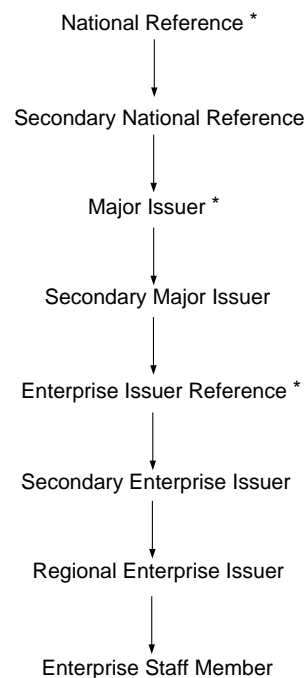 National Reference *
Secondary National Reference
Major Issuer *
Secondary Major Issuer
Enterprise Issuer Reference *
Secondary Enterprise Issuer
Regional Enterprise Issuer
Enterprise Staff Member